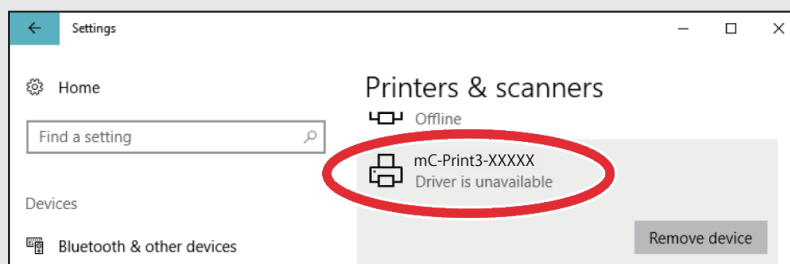 Settings
Home
Find a setting
Devices
Bluetooth & other devices
Printers & scanners
Offline
mC-Print3-XXXXX
Driver is unavailable
Remove device